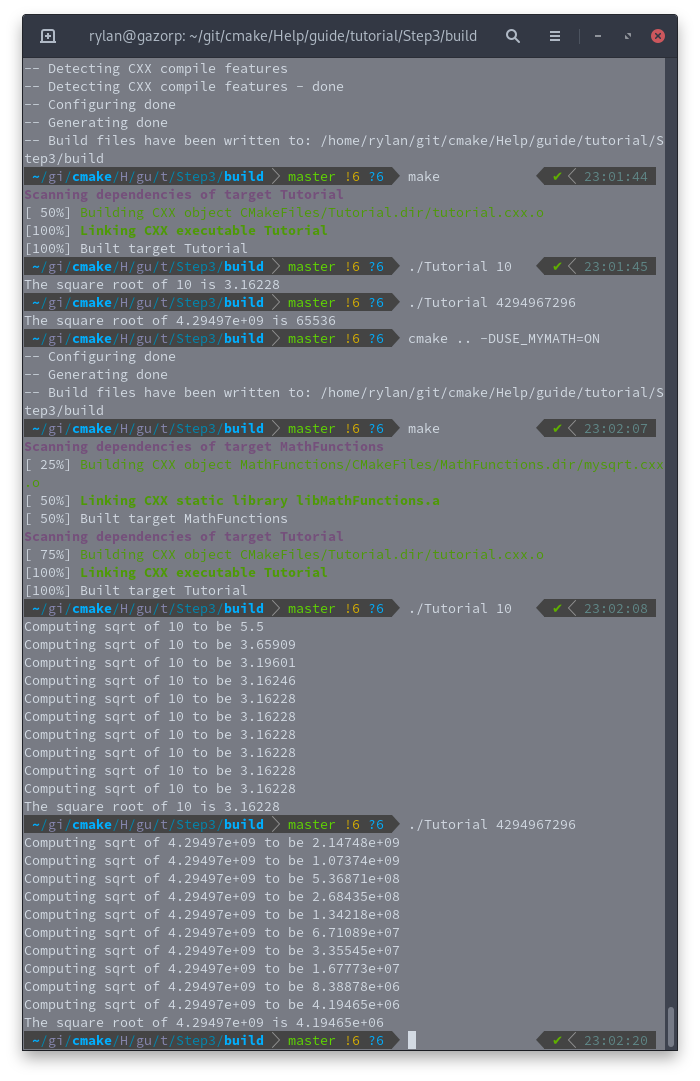 rylan@gazorp: ~/git/cmake/Help/guide/tutorial/Step3/build
-- Detecting CXX compile features
-- Detecting CXX compile features - done
-- Configuring done
-- Generating done
-- Build files have been written to: /home/rylan/git/cmake/Help/guide/tutorial/S
tep3/build
~/gi/cmake/H/gu/t/Step3/build master !6 ?6 make ✔ 23:01:44
Scanning dependencies of target Tutorial
[ 50%] Building CXX object CMakeFiles/Tutorial.dir/tutorial.cxx.o
[100%] Linking CXX executable Tutorial
[100%] Built target Tutorial
~/gi/cmake/H/gu/t/Step3/build master !6 ?6 ./Tutorial 10 ✔ 23:01:45
The square root of 10 is 3.16228
~/gi/cmake/H/gu/t/Step3/build master !6 ?6 ./Tutorial 4294967296
The square root of 4.29497e+09 is 65536
~/gi/cmake/H/gu/t/Step3/build master !6 ?6 cmake .. -DUSE_MYMATH=ON
-- Configuring done
-- Generating done
-- Build files have been written to: /home/rylan/git/cmake/Help/guide/tutorial/S
tep3/build
~/gi/cmake/H/gu/t/Step3/build master !6 ?6 make ✔ 23:02:07
Scanning dependencies of target MathFunctions
[ 25%] Building CXX object MathFunctions/CMakeFiles/MathFunctions.dir/mysqrt.cxx
.o
[ 50%] Linking CXX static library libMathFunctions.a
[ 50%] Built target MathFunctions
Scanning dependencies of target Tutorial
[ 75%] Building CXX object CMakeFiles/Tutorial.dir/tutorial.cxx.o
[100%] Linking CXX executable Tutorial
[100%] Built target Tutorial
~/gi/cmake/H/gu/t/Step3/build master !6 ?6 ./Tutorial 10 ✔ 23:02:08
Computing sqrt of 10 to be 5.5
Computing sqrt of 10 to be 3.65909
Computing sqrt of 10 to be 3.19601
Computing sqrt of 10 to be 3.16246
Computing sqrt of 10 to be 3.16228
Computing sqrt of 10 to be 3.16228
Computing sqrt of 10 to be 3.16228
Computing sqrt of 10 to be 3.16228
Computing sqrt of 10 to be 3.16228
Computing sqrt of 10 to be 3.16228
The square root of 10 is 3.16228
~/gi/cmake/H/gu/t/Step3/build master !6 ?6 ./Tutorial 4294967296
Computing sqrt of 4.29497e+09 to be 2.14748e+09
Computing sqrt of 4.29497e+09 to be 1.07374e+09
Computing sqrt of 4.29497e+09 to be 5.36871e+08
Computing sqrt of 4.29497e+09 to be 2.68435e+08
Computing sqrt of 4.29497e+09 to be 1.34218e+08
Computing sqrt of 4.29497e+09 to be 6.71089e+07
Computing sqrt of 4.29497e+09 to be 3.35545e+07
Computing sqrt of 4.29497e+09 to be 1.67773e+07
Computing sqrt of 4.29497e+09 to be 8.38878e+06
Computing sqrt of 4.29497e+09 to be 4.19465e+06
The square root of 4.29497e+09 is 4.19465e+06
~/gi/cmake/H/gu/t/Step3/build master !6 ?6 ✔ 23:02:20